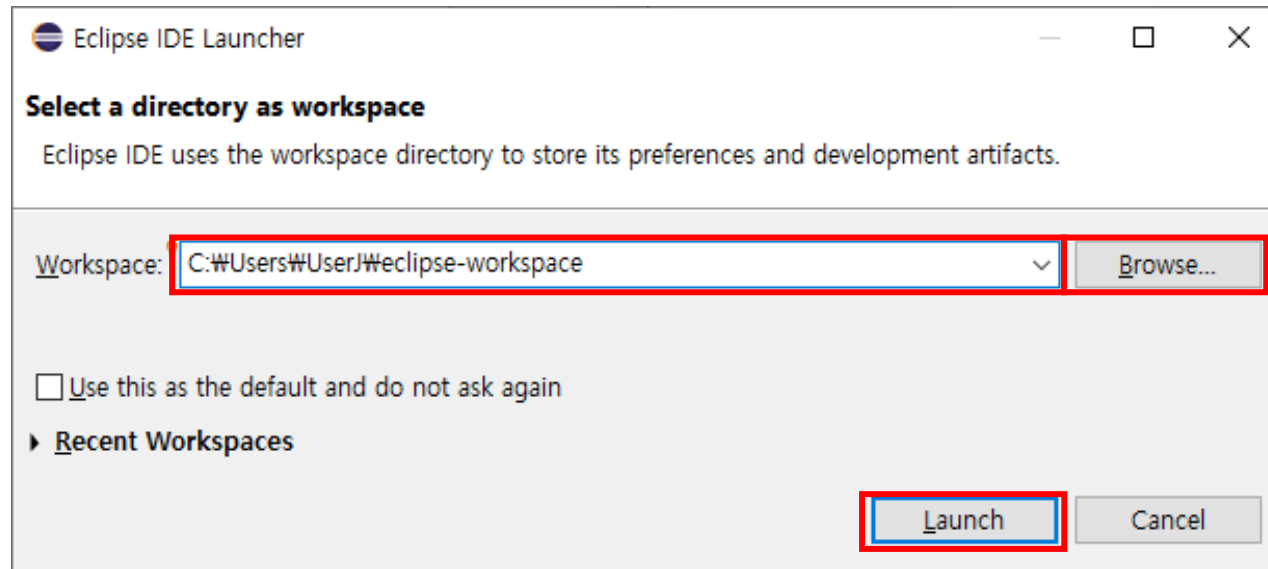 Eclipse IDE Launcher
Select a directory as workspace
Eclipse IDE uses the workspace directory to store its preferences and development artifacts.
Workspace: C:₩Users₩UserJ₩eclipse-workspace Browse...
Use this as the default and do not ask again
Recent Workspaces
Launch Cancel